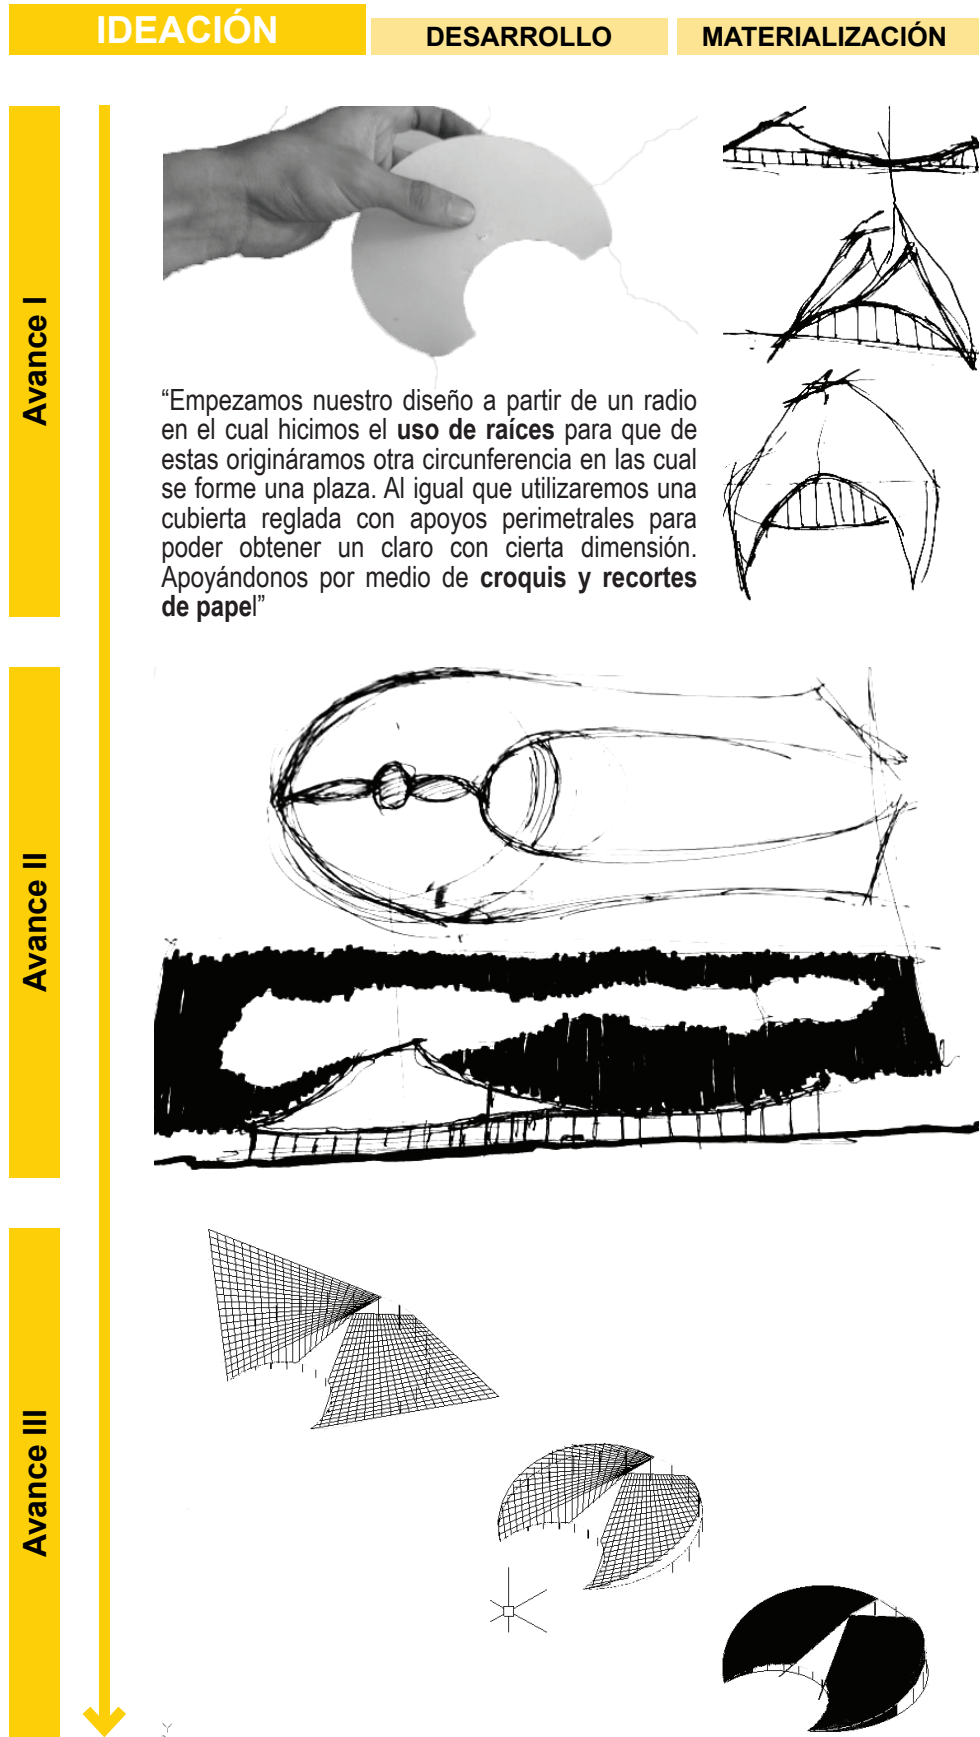 IDEACIÓN
DESARROLLO
MATERIALIZACIÓN
Avance I
“Empezamos nuestro diseño a partir de un radio
en el cual hicimos el uso de raíces para que de
estas origináramos otra circunferencia en las cual
se forme una plaza. Al igual que utilizaremos una
cubierta reglada con apoyos perimetrales para
poder obtener un claro con cierta dimensión.
Apoyándonos por medio de croquis y recortes
de papel”
Avance II
Avance III
Y